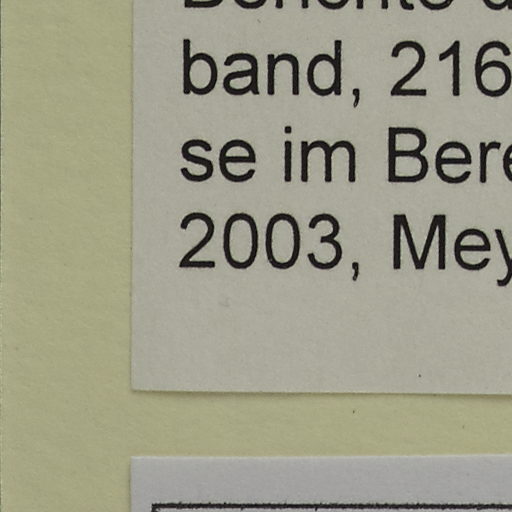 band, 216
se im Bere
2003, Mey